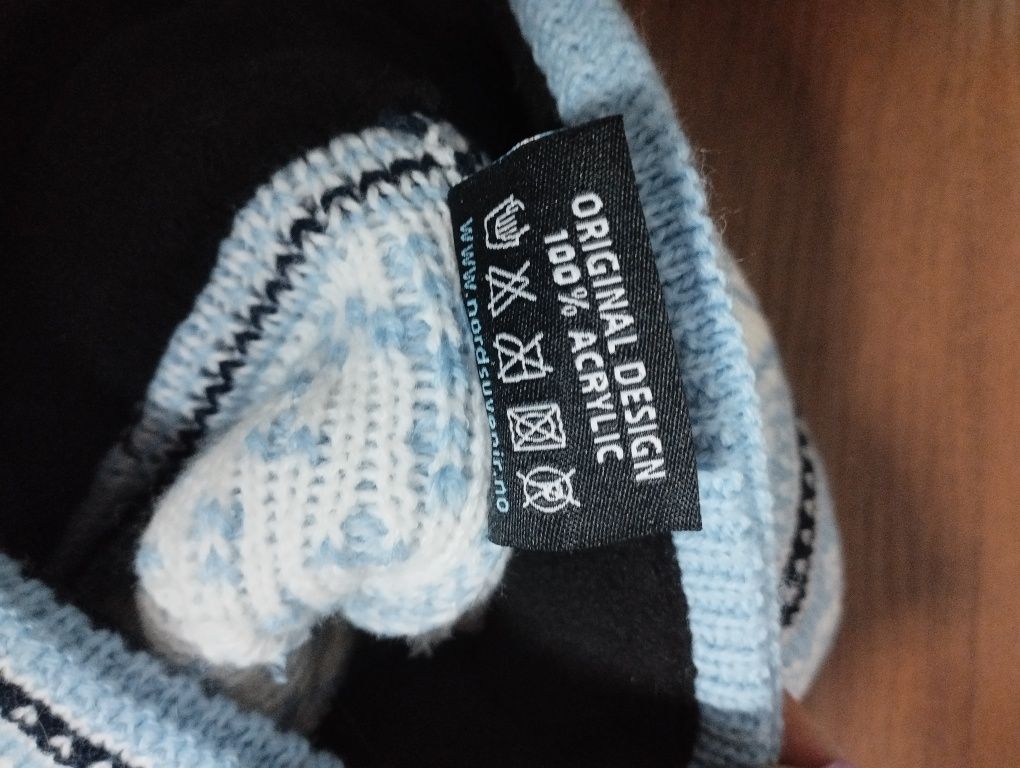 ORIGINAL DESIGN
100% ACRYLIC
www.nordsuvenir.no